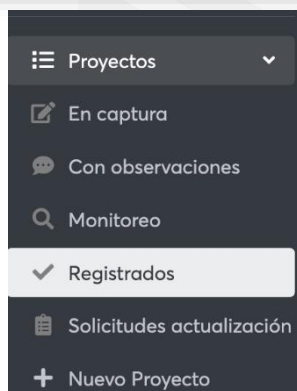 Proyectos
En captura
Con observaciones
Monitoreo
Registrados
Solicitudes actualización
Nuevo Proyecto